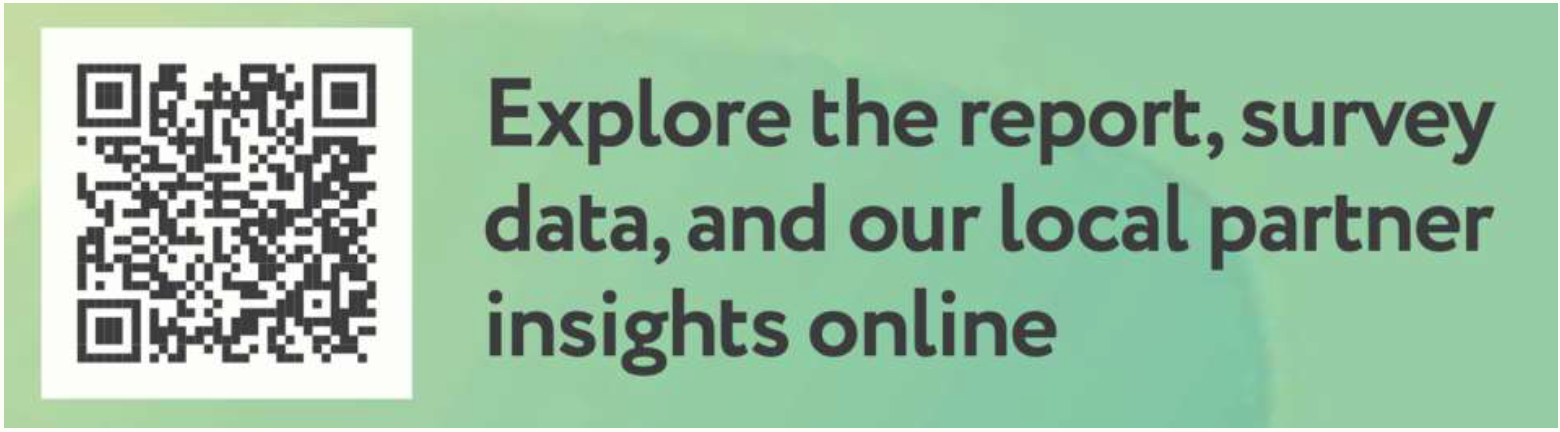 Explore the report, survey
data, and our local partner
insights online